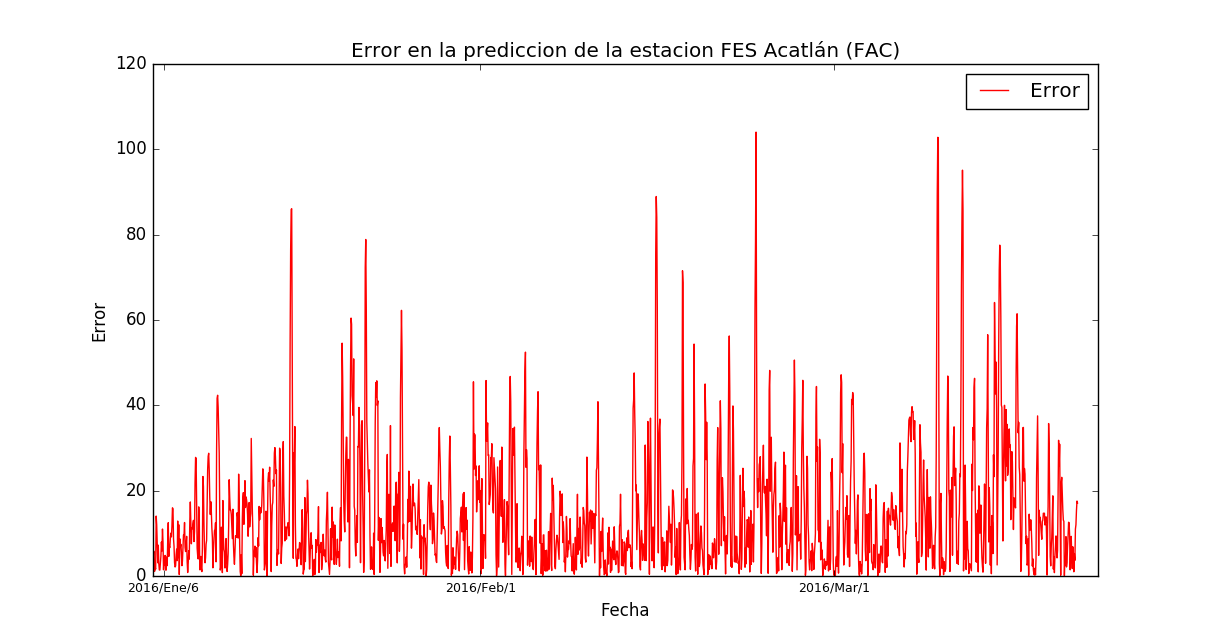 Error en la prediccion de la estacion FES Acatlán (FAC)
120
100
80
60
40
20
0
Error
Error
2016/Ene/6
2016/Feb/1
2016/Mar/1
Fecha